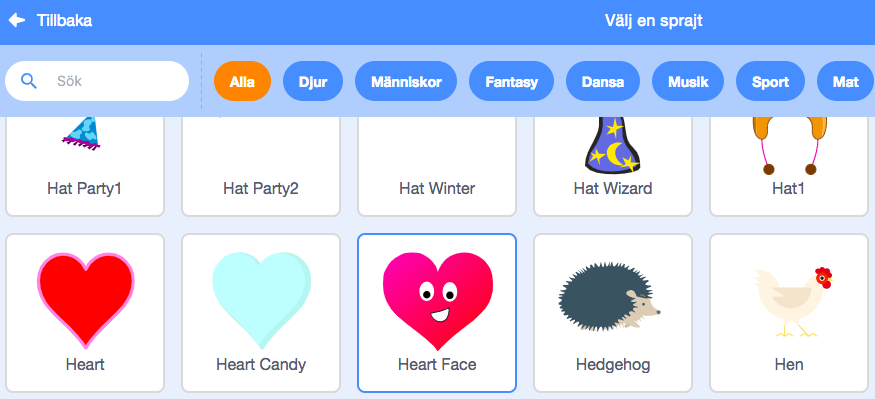 Tillbaka Välj en sprajt
Sök Alla Djur Människor Fantasy Dansa Musik Sport Mat
Hat Party1 Hat Party2 Hat Winter Hat Wizard Hat1
Heart Heart Candy Heart Face Hedgehog Hen